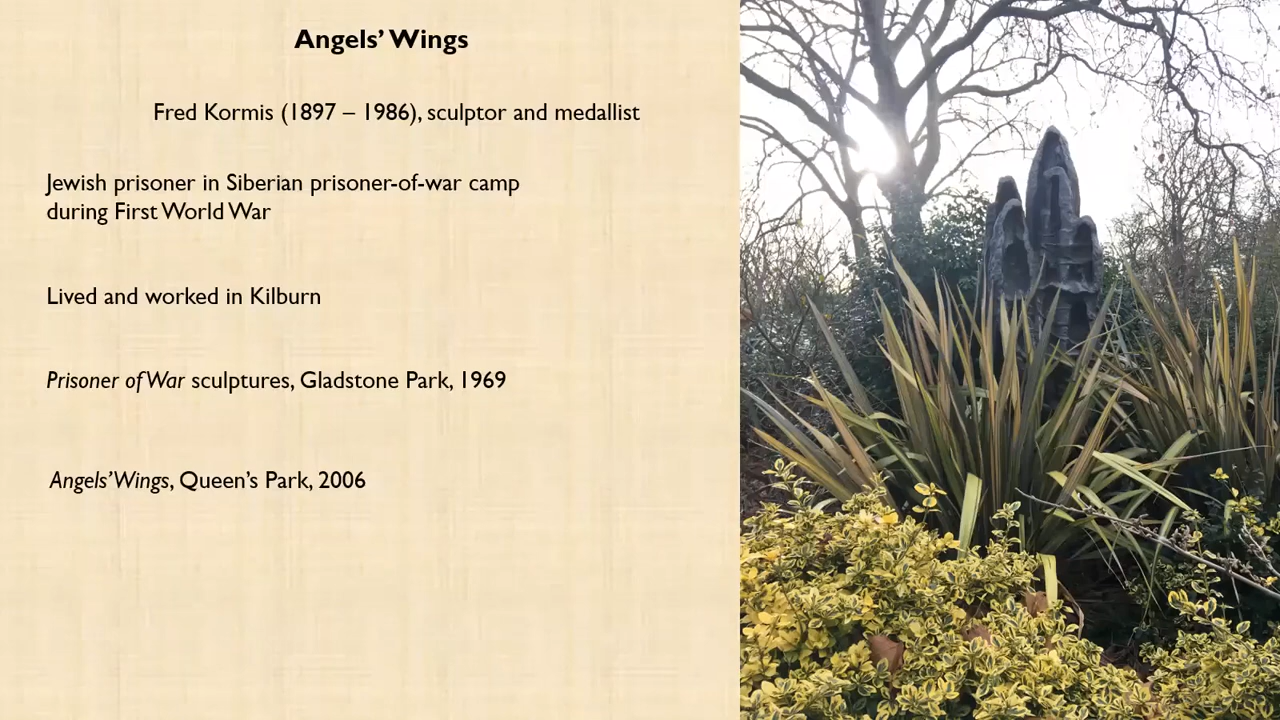 Angels’ Wings
Fred Kormis (1897 – 1986), sculptor and medallist
Jewish prisoner in Siberian prisoner-of-war camp
during First World War
Lived and worked in Kilburn
Prisoner of War sculptures, Gladstone Park, 1969
Angels’ Wings, Queen’s Park, 2006